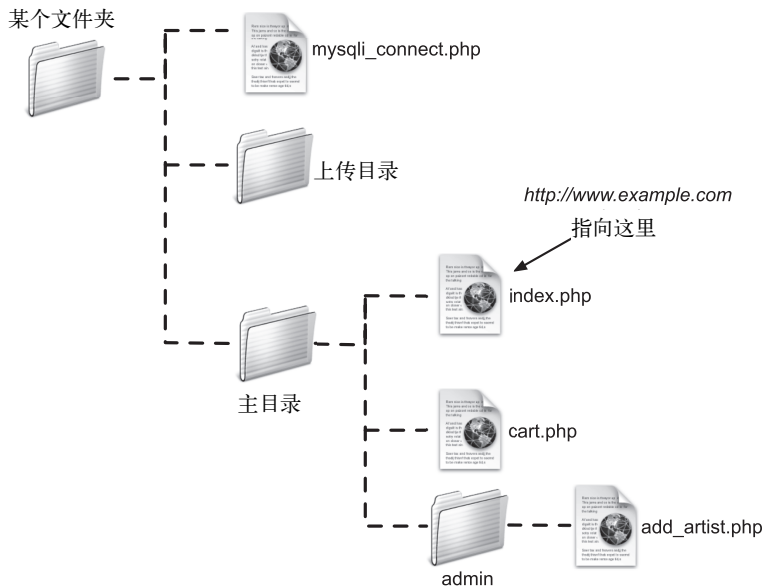 某个文件夹
mysqli_connect.php
上传目录
http://www.example.com
指向这里
index.php
主目录
cart.php
add_artist.php
admin